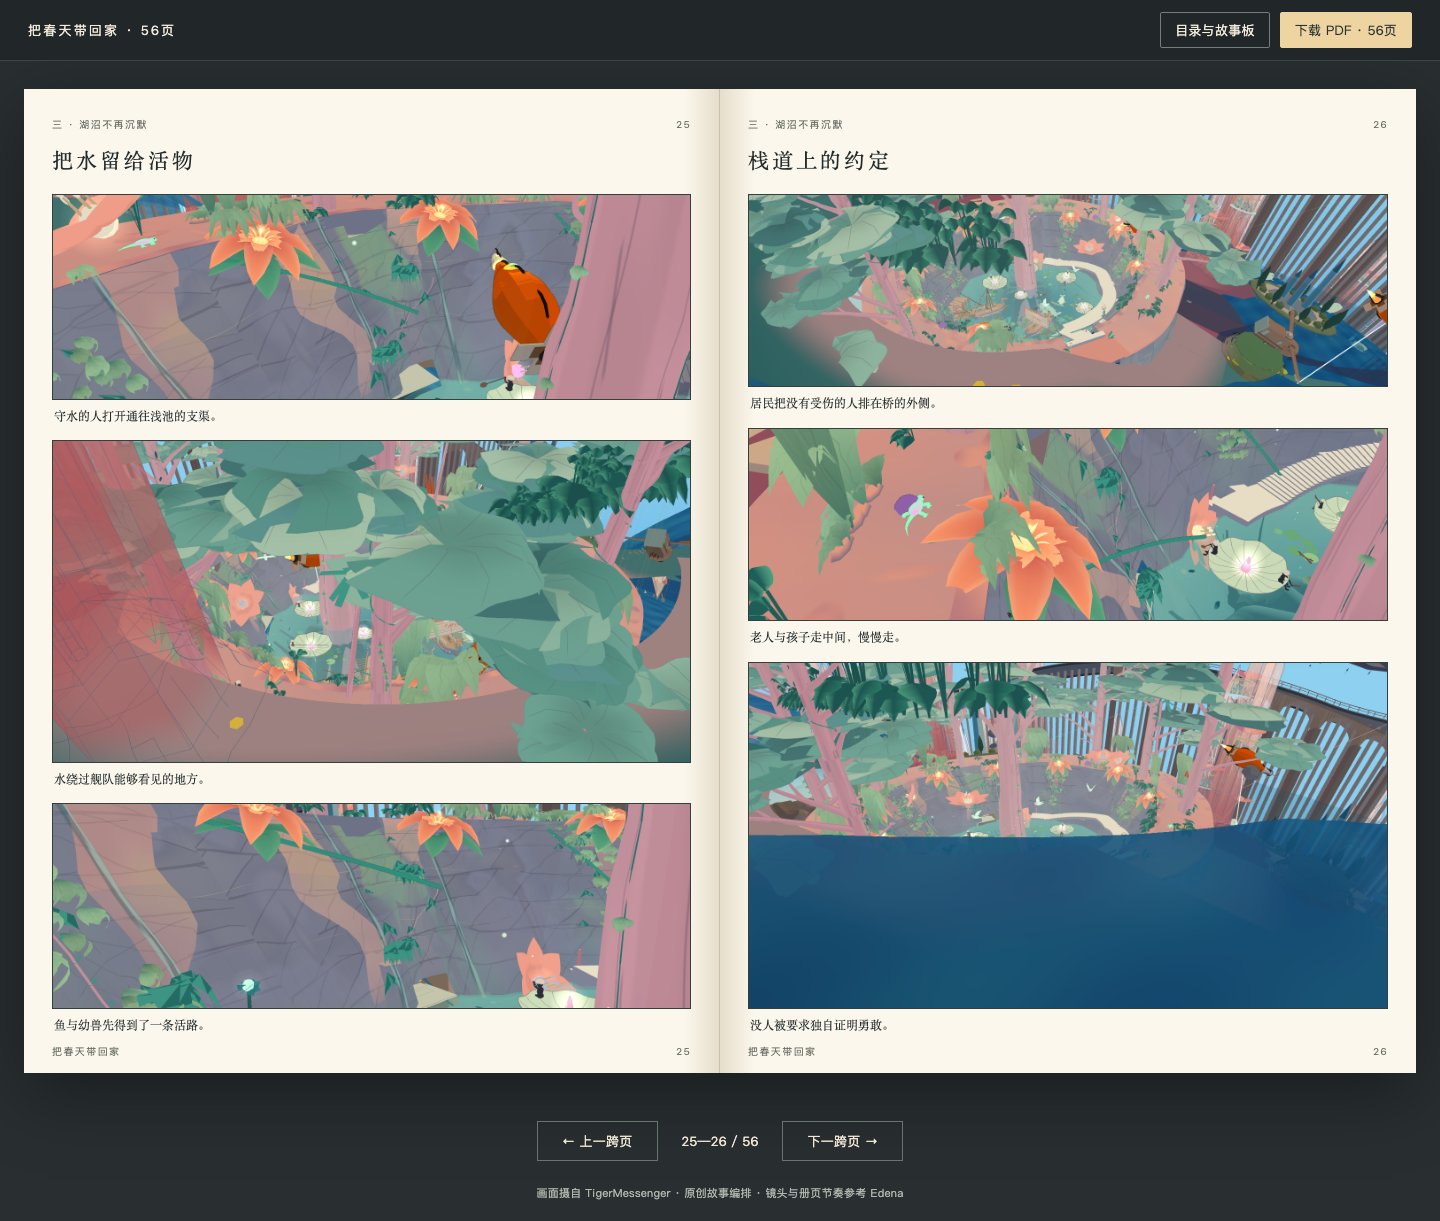 把春天带回家 · 56页
目录与故事板
下载 PDF · 56页
三 · 湖沼不再沉默
25
把水留给活物
守水的人打开通往浅池的支渠。
水绕过舰队能够看见的地方。
鱼与幼兽先得到了一条活路。
把春天带回家
25
三 · 湖沼不再沉默
26
栈道上的约定
居民把没有受伤的人排在桥的外侧。
老人与孩子走中间，慢慢走。
没人被要求独自证明勇敢。
把春天带回家
26
← 上一跨页
25—26 / 56
下一跨页 →
画面摄自 TigerMessenger · 原创故事编排 · 镜头与册页节奏参考 Edena